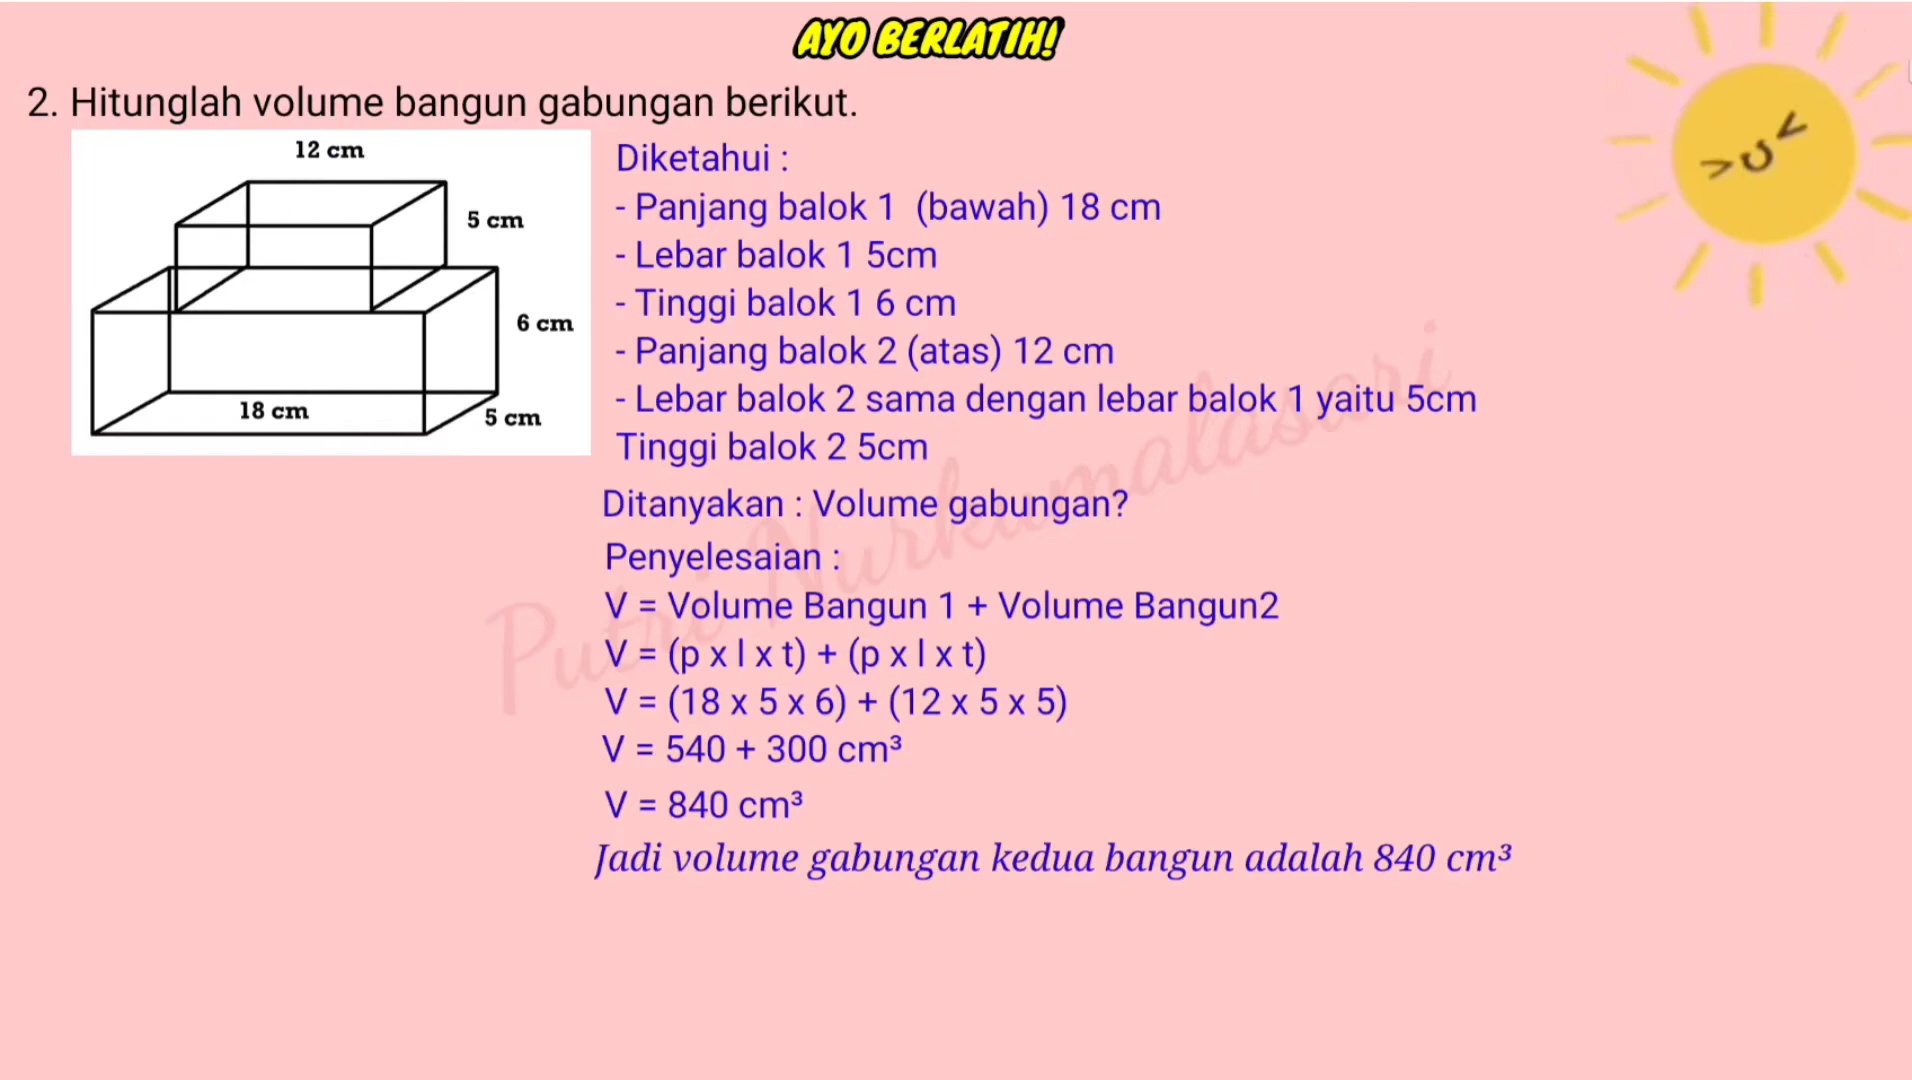 AYO BERLATIH!
2. Hitunglah volume bangun gabungan berikut.
12 cm
5 cm
6 cm
18 cm
5 cm
Diketahui :
- Panjang balok 1 (bawah) 18 cm
- Lebar balok 1 5cm
- Tinggi balok 1 6 cm
- Panjang balok 2 (atas) 12 cm
- Lebar balok 2 sama dengan lebar balok 1 yaitu 5cm
Tinggi balok 2 5cm
Ditanyakan : Volume gabungan?
Penyelesaian :
V = Volume Bangun 1 + Volume Bangun2
V = (p x l x t) + (p x l x t)
V = (18 x 5 x 6) + (12 x 5 x 5)
V = 540 + 300 cm³
V = 840 cm³
Jadi volume gabungan kedua bangun adalah 840 cm³
Putri Nurkumalasari